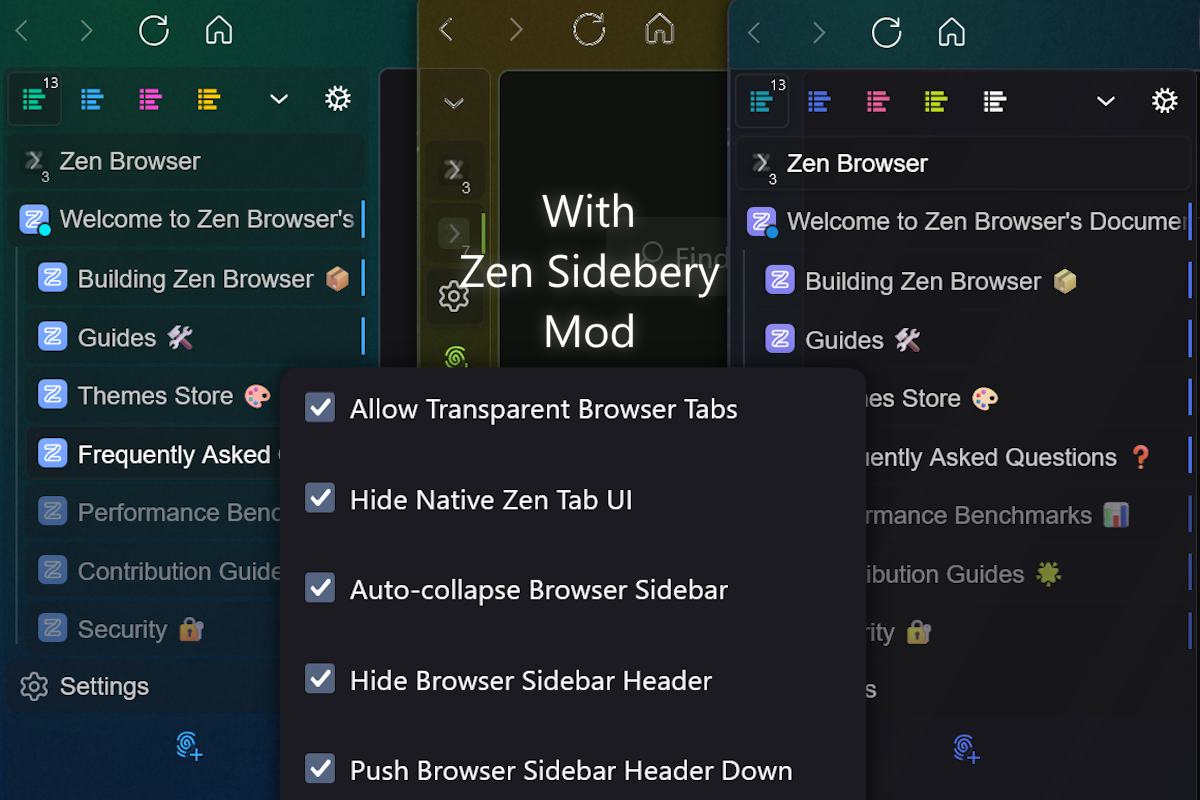 13
Zen Browser
3
Welcome to Zen Browser's
Building Zen Browser
Guides
Themes Store
Frequently Asked
Performance Benc
Contribution Guide
Security
Settings
3
7
Find
With
Zen Sidebery
Mod
Allow Transparent Browser Tabs
Hide Native Zen Tab UI
Auto-collapse Browser Sidebar
Hide Browser Sidebar Header
Push Browser Sidebar Header Down
13
Zen Browser
3
Welcome to Zen Browser's Docume
Building Zen Browser
Guides
es Store
ently Asked Questions
rmance Benchmarks
ibution Guides
ity
s